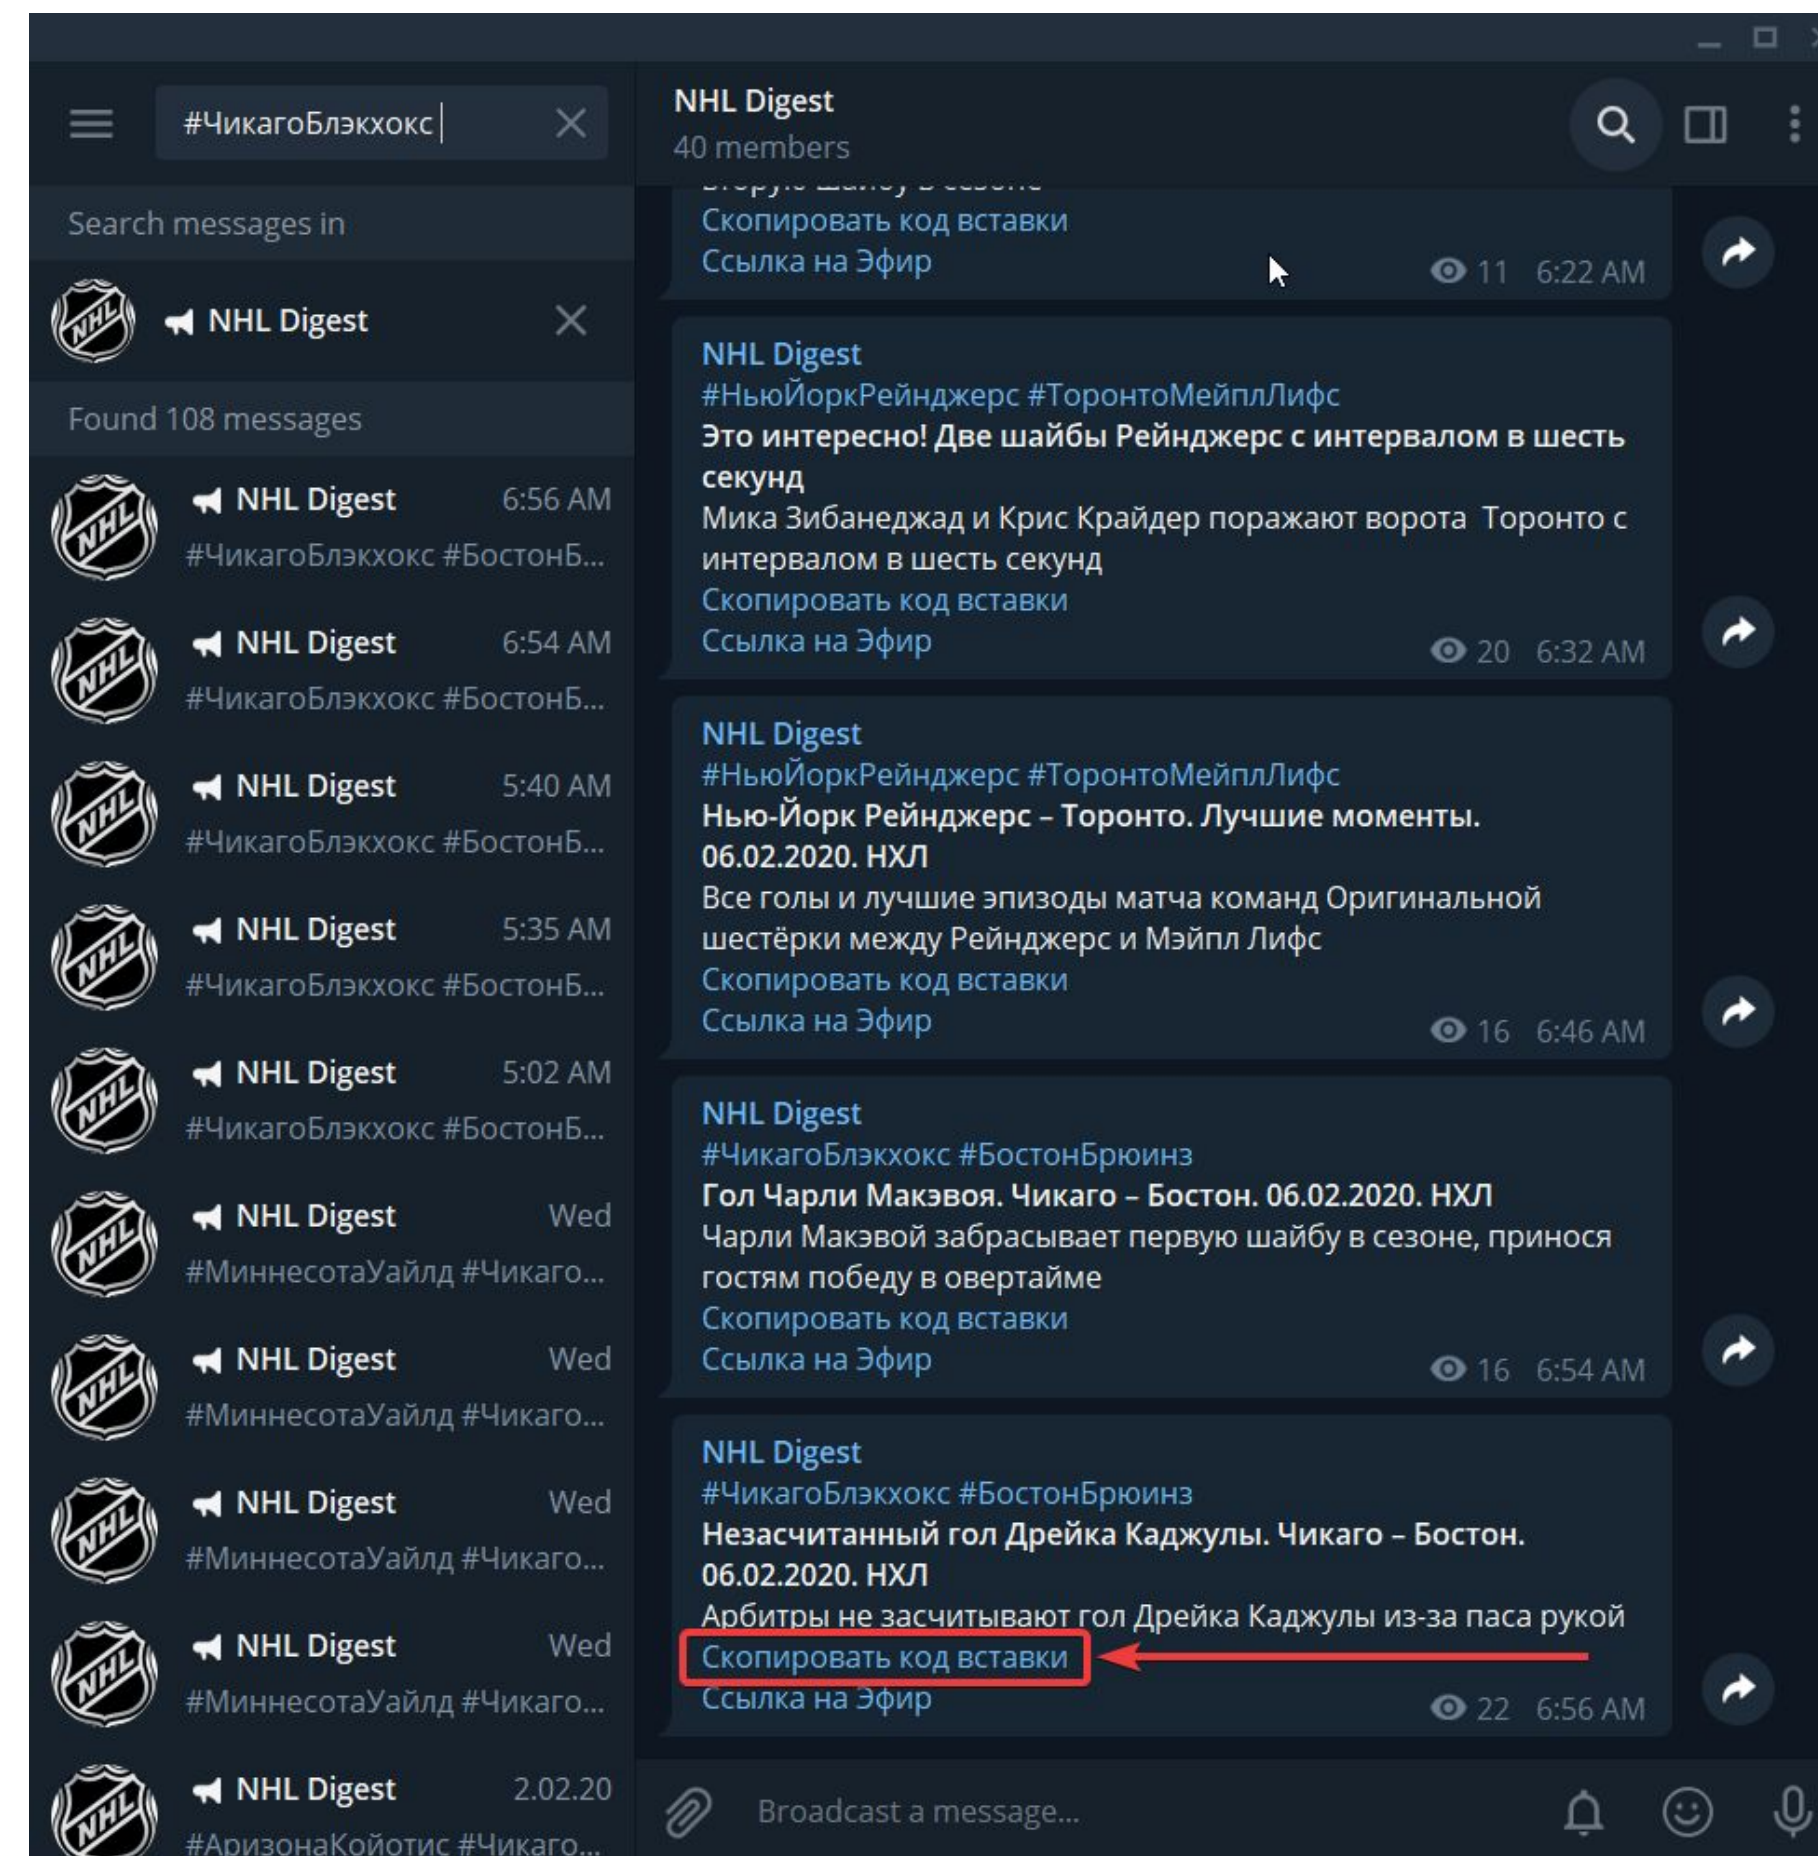 #ЧикагоБлэкхокс
Search messages in
NHL Digest
Found 108 messages
NHL Digest 6:56 AM
#ЧикагоБлэкхокс #БостонБ...
NHL Digest 6:54 AM
#ЧикагоБлэкхокс #БостонБ...
NHL Digest 5:40 AM
#ЧикагоБлэкхокс #БостонБ...
NHL Digest 5:35 AM
#ЧикагоБлэкхокс #БостонБ...
NHL Digest 5:02 AM
#ЧикагоБлэкхокс #БостонБ...
NHL Digest Wed
#МиннесотаУайлд #Чикаго...
NHL Digest Wed
#МиннесотаУайлд #Чикаго...
NHL Digest Wed
#МиннесотаУайлд #Чикаго...
NHL Digest Wed
#МиннесотаУайлд #Чикаго...
NHL Digest 2.02.20
#АризонаКойотис #Чикаго...
NHL Digest
40 members
вторую шайбу в сезоне
Скопировать код вставки
Ссылка на Эфир
11 6:22 AM
NHL Digest
#НьюЙоркРейнджерс #ТоронтоМейплЛифс
Это интересно! Две шайбы Рейнджерс с интервалом в шесть
секунд
Мика Зибанеджад и Крис Крайдер поражают ворота Торонто с
интервалом в шесть секунд
Скопировать код вставки
Ссылка на Эфир
20 6:32 AM
NHL Digest
#НьюЙоркРейнджерс #ТоронтоМейплЛифс
Нью-Йорк Рейнджерс – Торонто. Лучшие моменты.
06.02.2020. НХЛ
Все голы и лучшие эпизоды матча команд Оригинальной
шестёрки между Рейнджерс и Мэйпл Лифс
Скопировать код вставки
Ссылка на Эфир
16 6:46 AM
NHL Digest
#ЧикагоБлэкхокс #БостонБрюинз
Гол Чарли Макэвоя. Чикаго – Бостон. 06.02.2020. НХЛ
Чарли Макэвой забрасывает первую шайбу в сезоне, принося
гостям победу в овертайме
Скопировать код вставки
Ссылка на Эфир
16 6:54 AM
NHL Digest
#ЧикагоБлэкхокс #БостонБрюинз
Незасчитанный гол Дрейка Каджулы. Чикаго – Бостон.
06.02.2020. НХЛ
Арбитры не засчитывают гол Дрейка Каджулы из-за паса рукой
Скопировать код вставки
Ссылка на Эфир
22 6:56 AM
Broadcast a message...